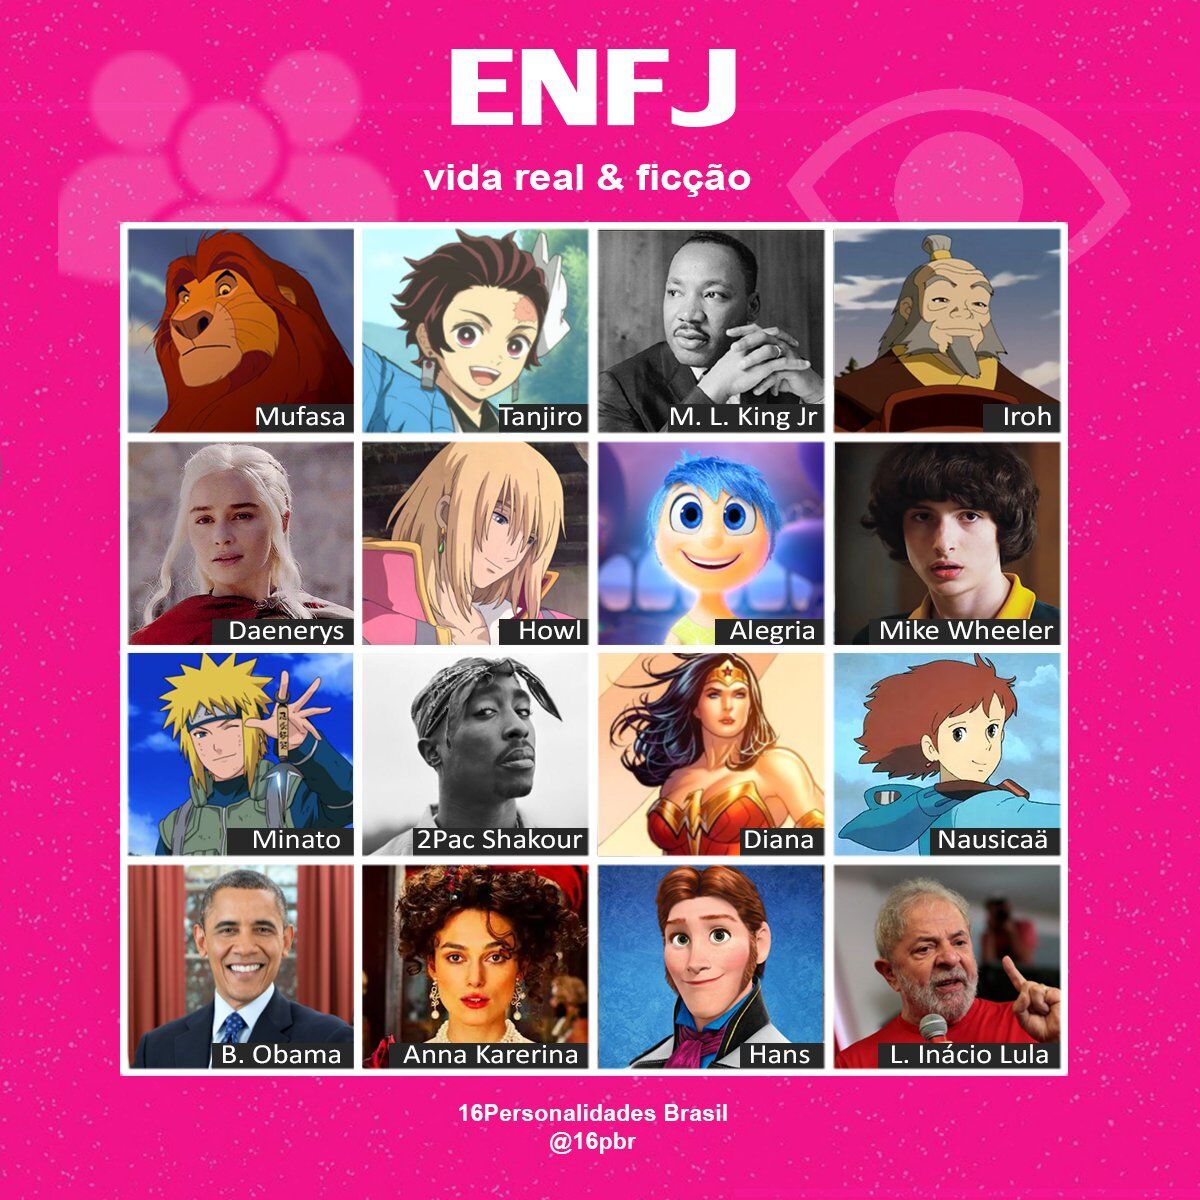 ENFJ
vida real & ficção
Mufasa
Tanjiro
M. L. King Jr
Iroh
Daenerys
Howl
Alegria
Mike Wheeler
Minato
2Pac Shakour
Diana
Nausicaä
B. Obama
Anna Karerina
Hans
L. Inácio Lula
16Personalidades Brasil
@16pbr